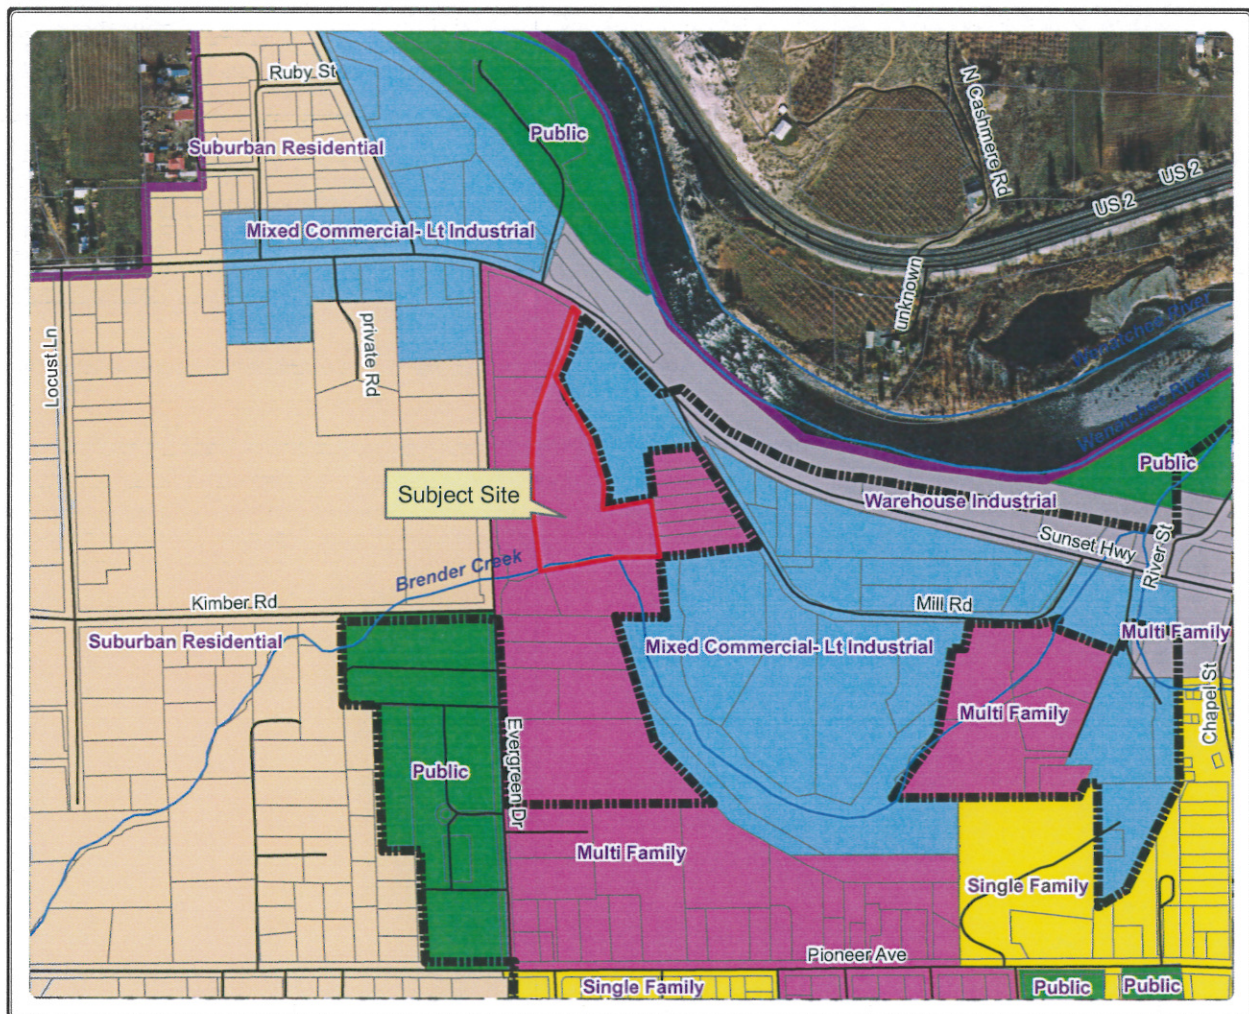 Ruby St
Suburban Residential
Public
N Cashmere Rd
US 2
US 2
Mixed Commercial- Lt Industrial
unknown
Locust Ln
private Rd
Wenatchee River
Wenatchee River
Public
Subject Site
Warehouse Industrial
Sunset Hwy
River St
Brender Creek
Kimber Rd
Mill Rd
Suburban Residential
Mixed Commercial- Lt Industrial
Multi Family
Chapel St
Multi Family
Evergreen Dr
Public
Multi Family
Single Family
Pioneer Ave
Single Family
Public
Public